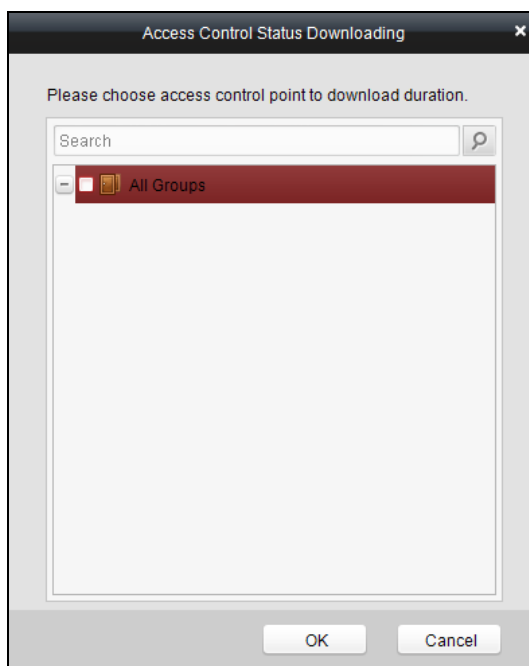 Access Control Status Downloading
Please choose access control point to download duration.
Search
All Groups
OK
Cancel